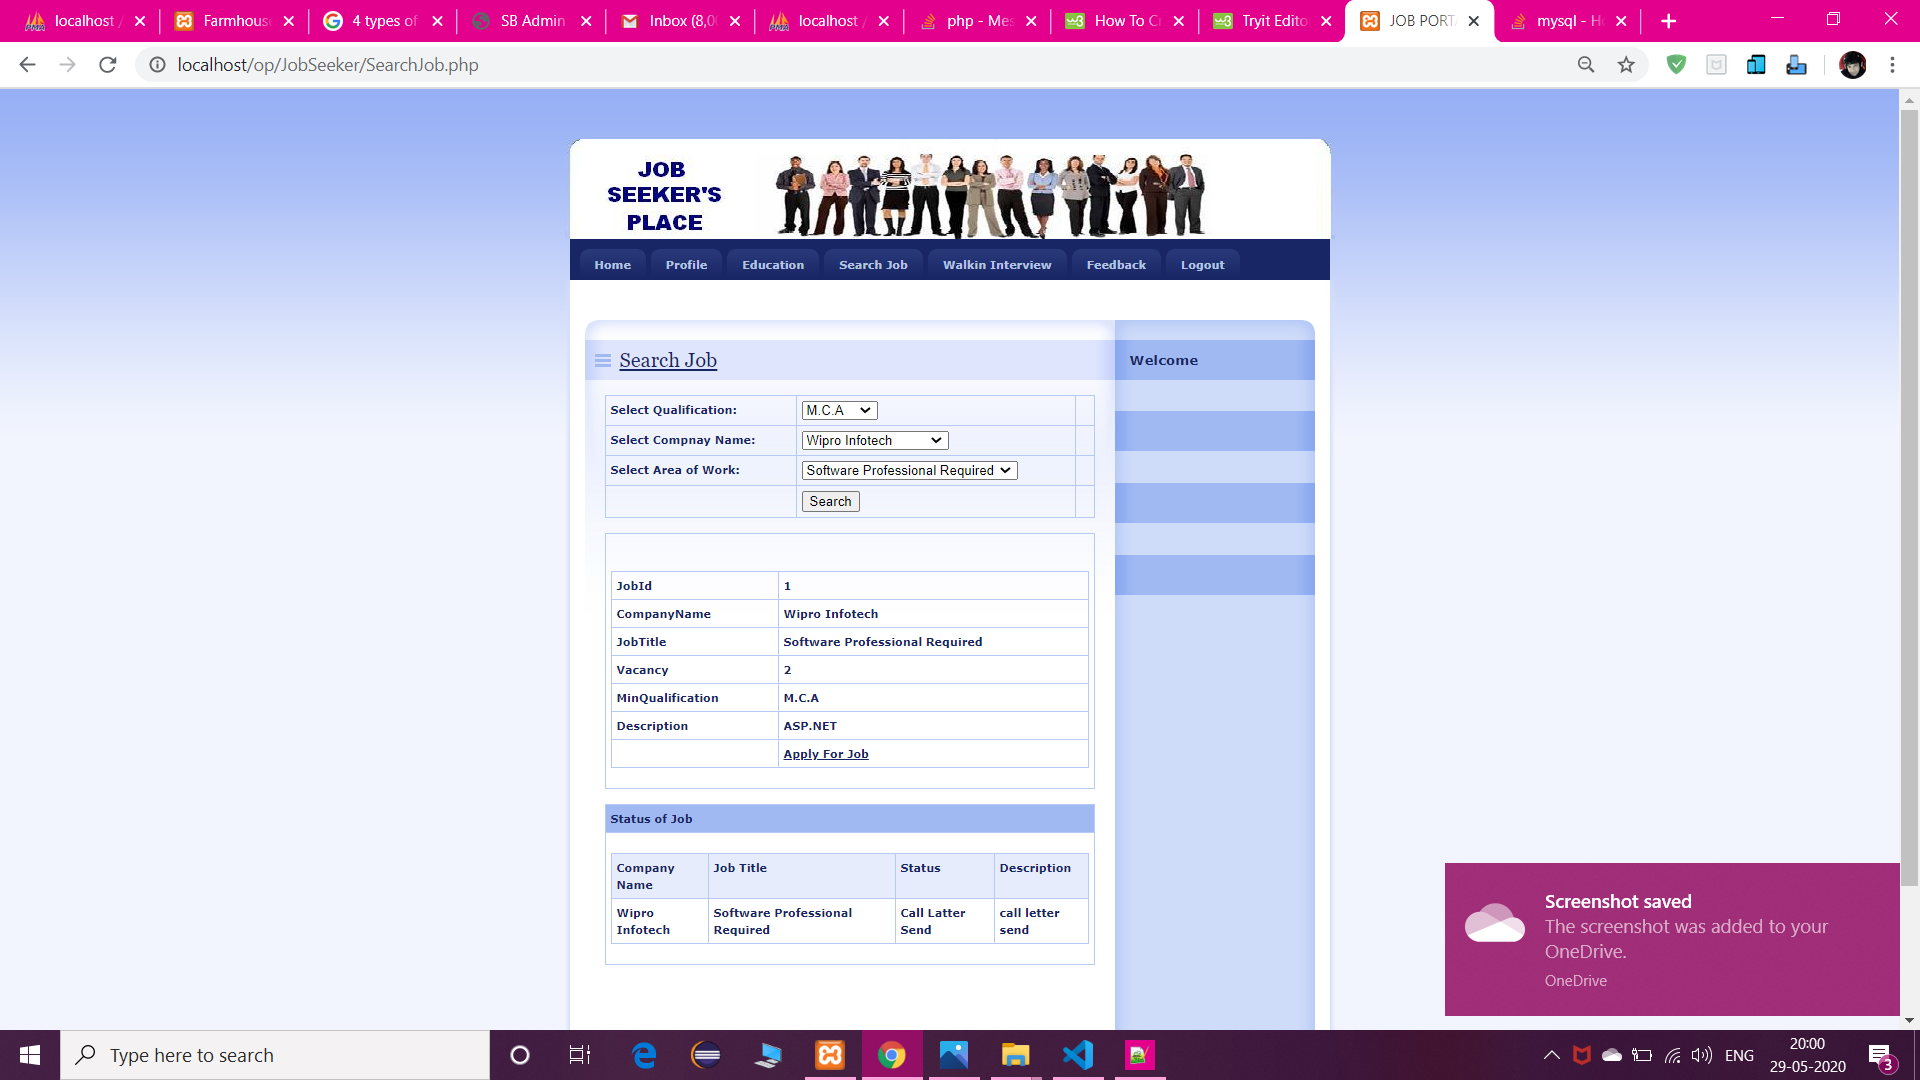 localhost /
Farmhouse
4 types of
SB Admin
Inbox (8,0
localhost /
php - Mes
How To Cr
Tryit Edito
JOB PORT
mysql - Ho
localhost/op/JobSeeker/SearchJob.php
JOB
SEEKER'S
PLACE
Home Profile Education Search Job Walkin Interview Feedback Logout
Search Job
Welcome
Select Qualification: M.C.A
Select Compnay Name: Wipro Infotech
Select Area of Work: Software Professional Required
Search
JobId 1
CompanyName Wipro Infotech
JobTitle Software Professional Required
Vacancy 2
MinQualification M.C.A
Description ASP.NET
Apply For Job
Status of Job
Company Name Job Title Status Description
Wipro Infotech Software Professional Required Call Latter Send call letter send
Screenshot saved
The screenshot was added to your
OneDrive.
OneDrive
Type here to search
ENG
20:00
29-05-2020
3